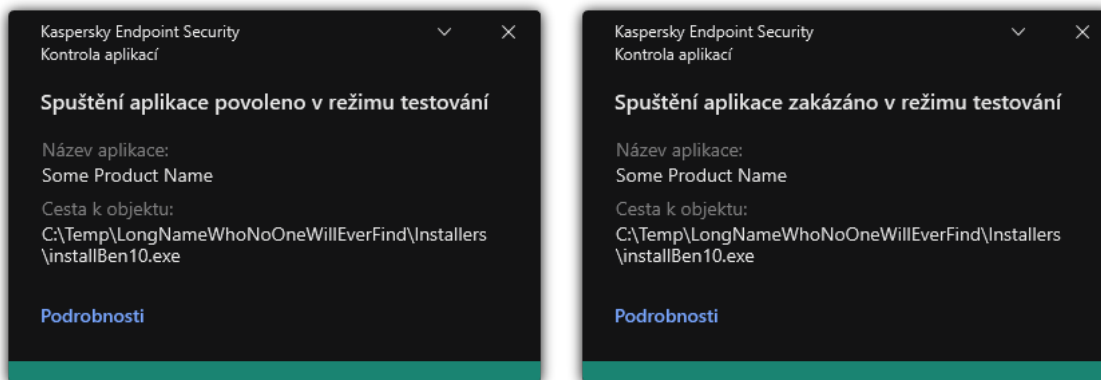 Kaspersky Endpoint Security
Kontrola aplikací
Spuštění aplikace povoleno v režimu testování
Název aplikace:
Some Product Name
Cesta k objektu:
C:\Temp\LongNameWhoNoOneWillEverFind\Installers
\installBen10.exe
Podrobnosti
Kaspersky Endpoint Security
Kontrola aplikací
Spuštění aplikace zakázáno v režimu testování
Název aplikace:
Some Product Name
Cesta k objektu:
C:\Temp\LongNameWhoNoOneWillEverFind\Installers
\installBen10.exe
Podrobnosti